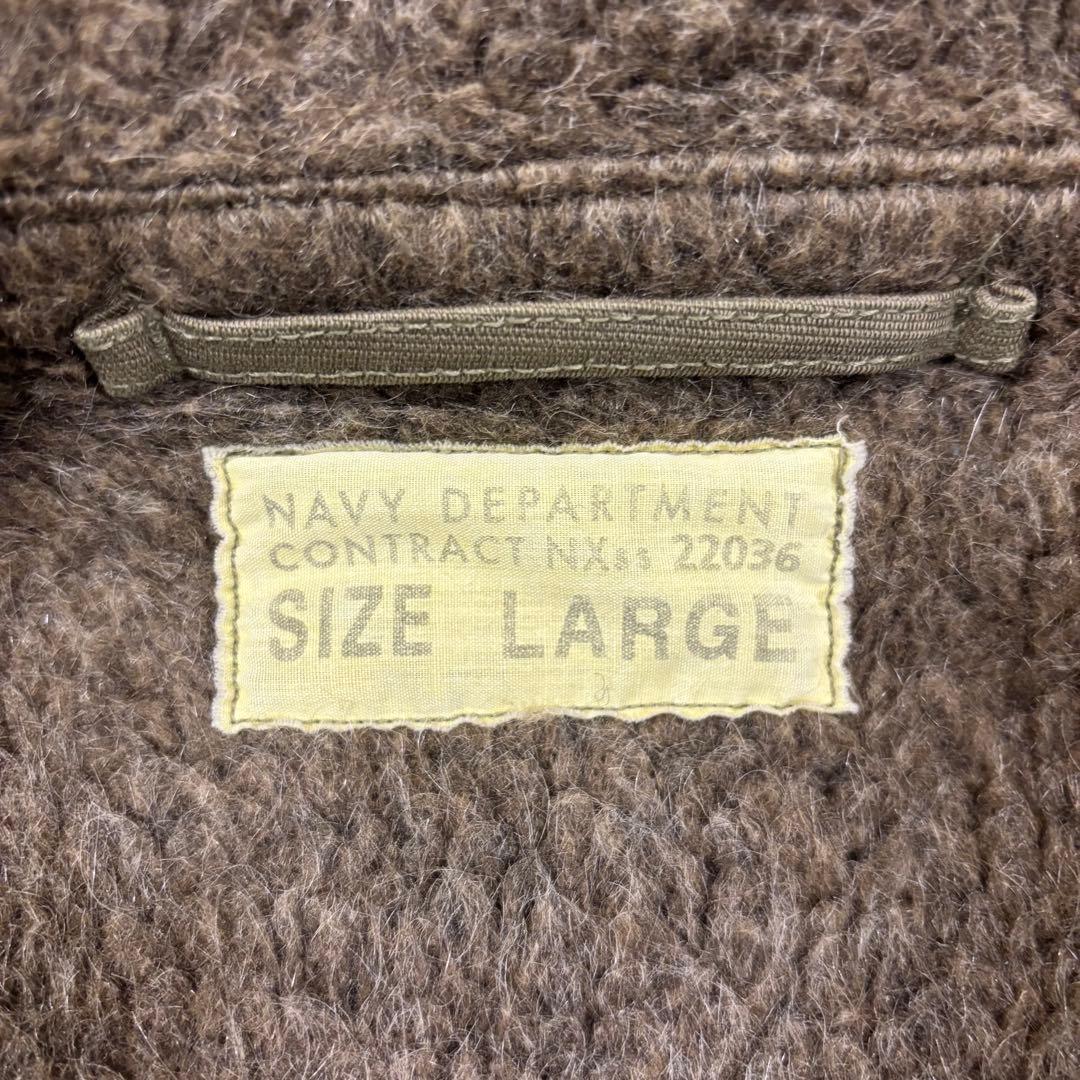 NAVY DEPARTMENT
CONTRACT NXss 22036
SIZE LARGE